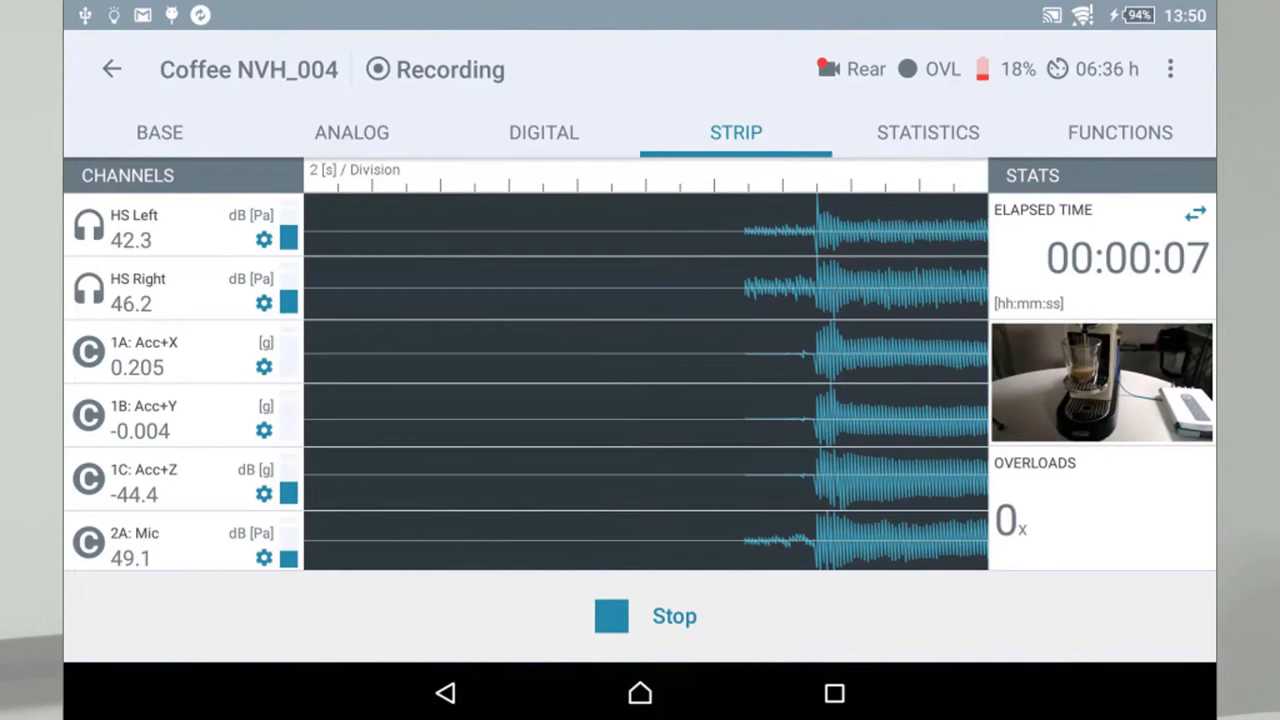 94% 13:50
Coffee NVH_004 Recording Rear OVL 18% 06:36 h
BASE ANALOG DIGITAL STRIP STATISTICS FUNCTIONS
CHANNELS 2 [s] / Division STATS
HS Left dB [Pa]
42.3
HS Right dB [Pa]
46.2
C 1A: Acc+X [g]
0.205
C 1B: Acc+Y [g]
-0.004
C 1C: Acc+Z dB [g]
-44.4
C 2A: Mic dB [Pa]
49.1
ELAPSED TIME
00:00:07
[hh:mm:ss]
OVERLOADS
0x
Stop